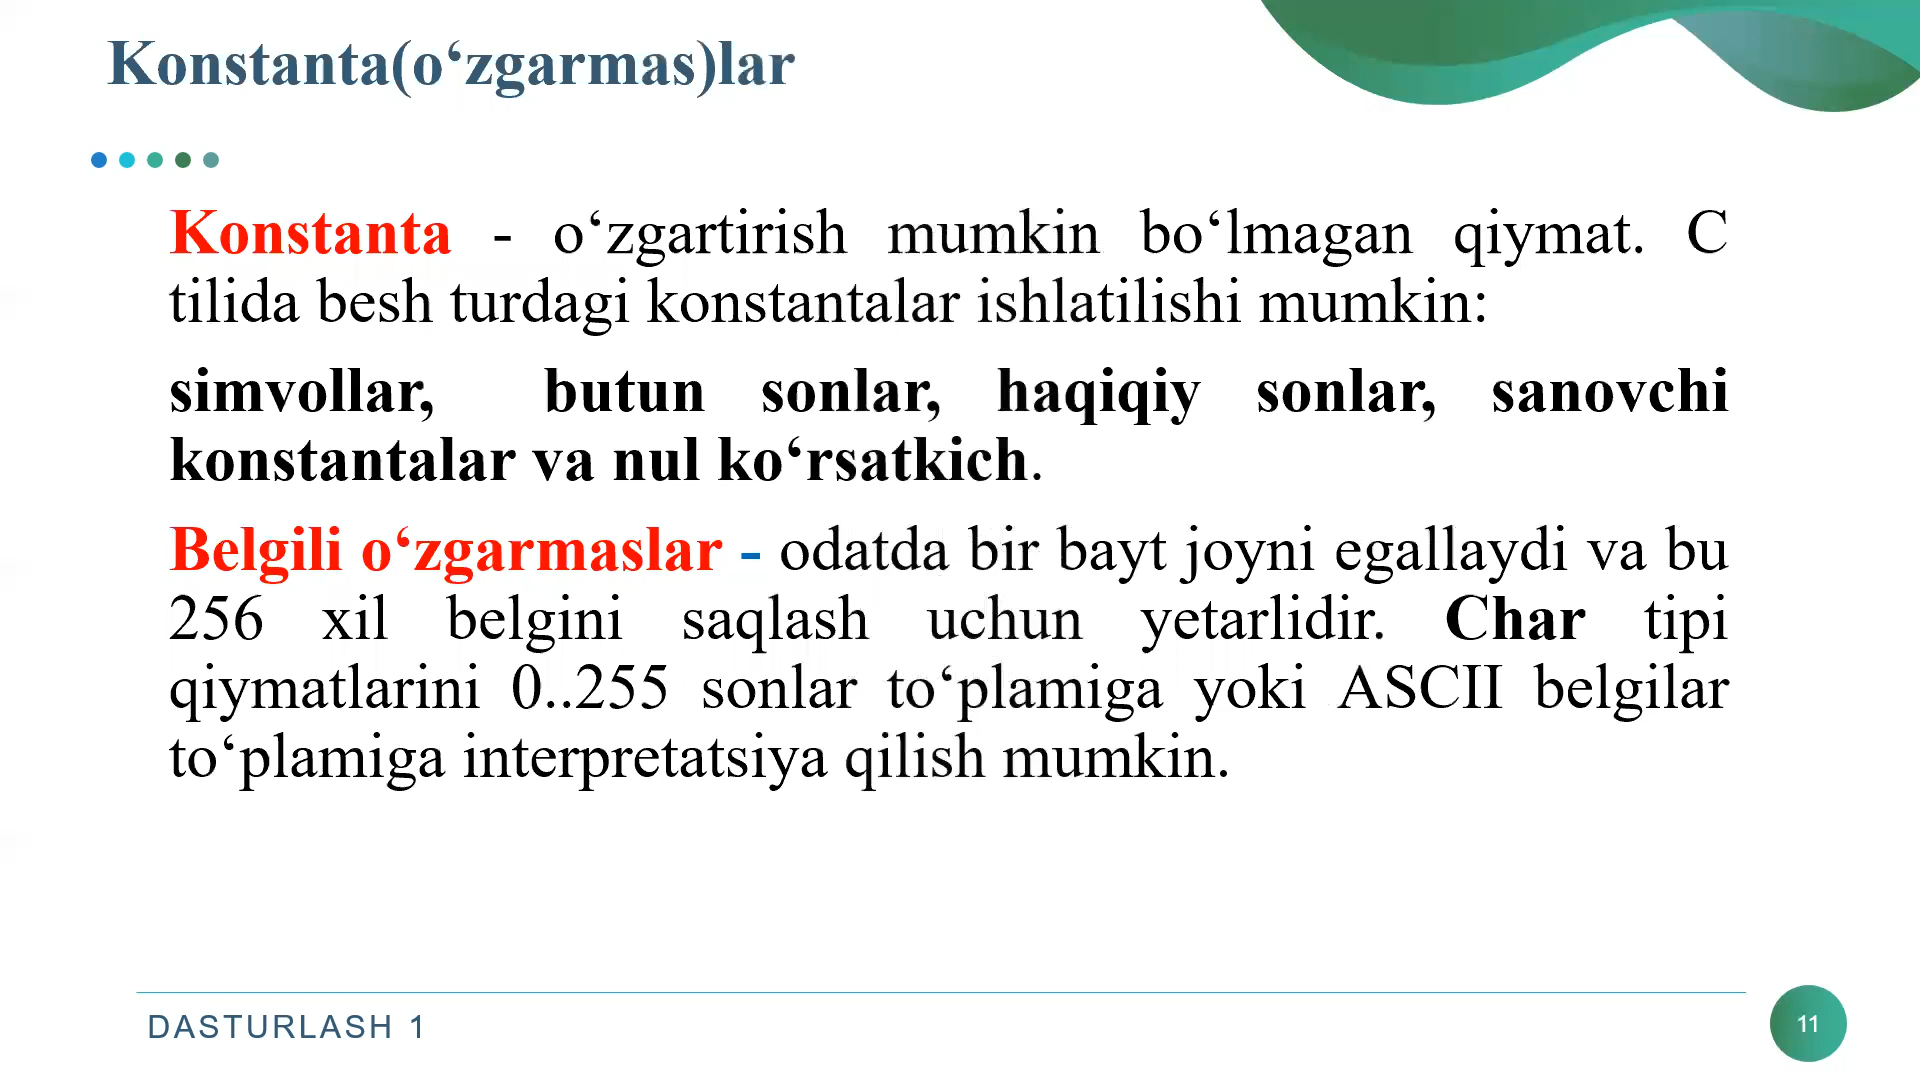 Konstanta(o‘zgarmas)lar
Konstanta - o‘zgartirish mumkin bo‘lmagan qiymat. C
tilida besh turdagi konstantalar ishlatilishi mumkin:
simvollar, butun sonlar, haqiqiy sonlar, sanovchi
konstantalar va nul ko‘rsatkich.
Belgili o‘zgarmaslar - odatda bir bayt joyni egallaydi va bu
256 xil belgini saqlash uchun yetarlidir. Char tipi
qiymatlarini 0..255 sonlar to‘plamiga yoki ASCII belgilar
to‘plamiga interpretatsiya qilish mumkin.
DASTURLASH 1
11